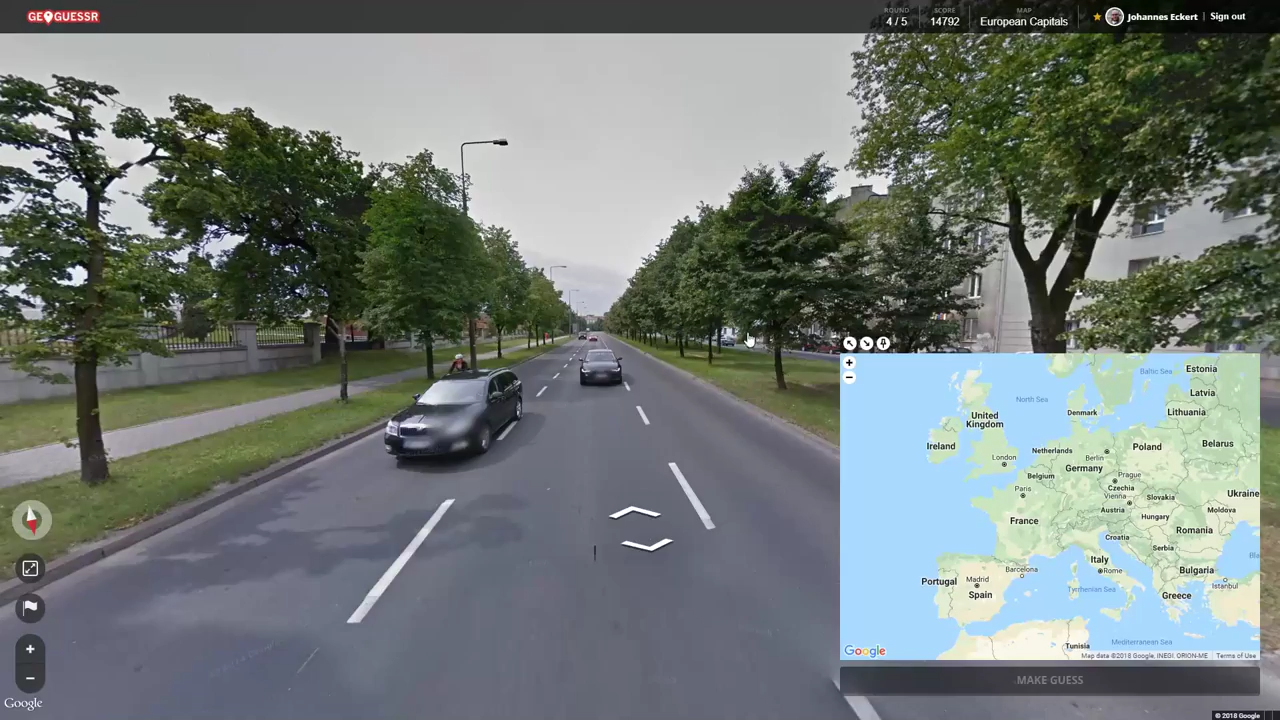 GEOGUESSR
ROUND
4 / 5
SCORE
14792
MAP
European Capitals
Johannes Eckert
Sign out
Baltic Sea
Estonia
North Sea
Latvia
Denmark
Lithuania
United
Kingdom
Ireland
Netherlands
Poland
Belarus
London
Berlin
Germany
Belgium
Prague
Paris
Czechia
Ukraine
Vienna
Slovakia
Austria
Moldova
France
Hungary
Croatia
Romania
Serbia
Italy
Bulgaria
Barcelona
Rome
Portugal
Madrid
Istanbul
Spain
Tyrrhenian Sea
Greece
Mediterranean Sea
Tunisia
Google
Map data ©2018 Google, INEGI, ORION-ME
Terms of Use
MAKE GUESS
Google
© 2018 Google